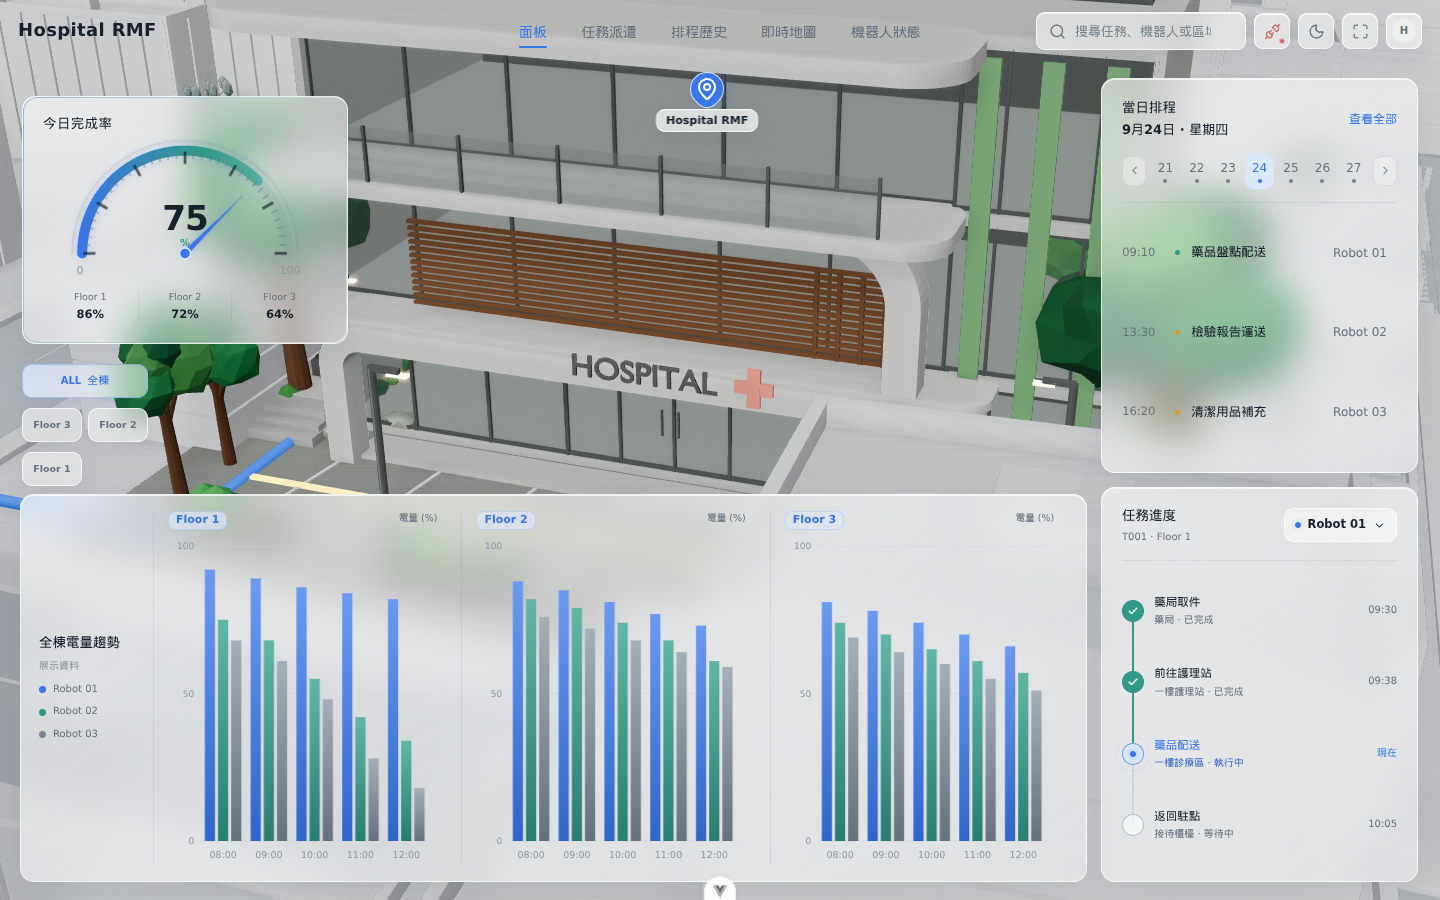 Hospital RMF
面板 任務派遣 排程歷史 即時地圖 機器人狀態
搜尋任務、機器人或區域
H
Hospital RMF
今日完成率
75
%
0 100
Floor 1 Floor 2 Floor 3
86% 72% 64%
ALL 全棟
Floor 3 Floor 2
Floor 1
HOSPITAL
當日排程
9月24日・星期四
查看全部
21 22 23 24 25 26 27
09:10 藥品盤點配送 Robot 01
13:30 檢驗報告運送 Robot 02
16:20 清潔用品補充 Robot 03
全棟電量趨勢
展示資料
Robot 01
Robot 02
Robot 03
Floor 1 電量 (%)
100
50
0
08:00 09:00 10:00 11:00 12:00
Floor 2 電量 (%)
100
50
0
08:00 09:00 10:00 11:00 12:00
Floor 3 電量 (%)
100
50
0
08:00 09:00 10:00 11:00 12:00
任務進度
T001 · Floor 1
Robot 01
藥局取件 09:30
藥局 · 已完成
前往護理站 09:38
一樓護理站 · 已完成
藥品配送 現在
一樓診療區 · 執行中
返回駐點 10:05
接待櫃檯 · 等待中